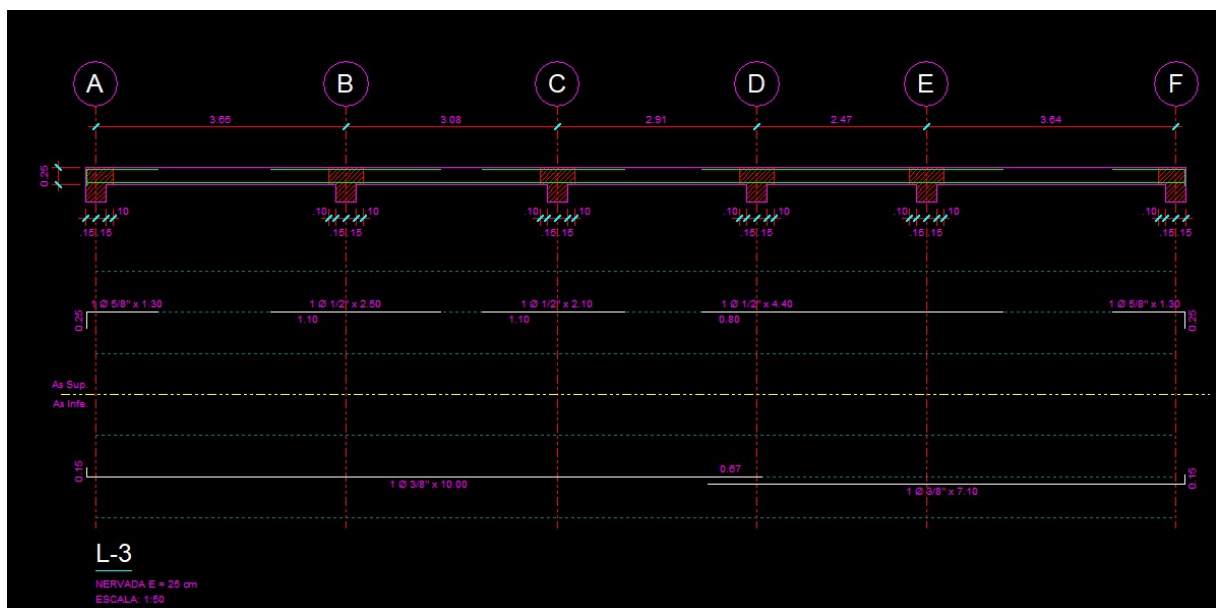 A B C D E F
3.65 3.08 2.91 2.47 3.64
0.25
.10 .10 .10 .10 .10 .10 .10 .10 .10 .10
.15 .15 .15 .15 .15 .15 .15 .15 .15 .15 .15 .15
1 Ø 5/8" x 1.30 1 Ø 1/2" x 2.50 1 Ø 1/2" x 2.10 1 Ø 1/2" x 4.40 1 Ø 5/8" x 1.30
0.25 1.10 1.10 0.80 0.25
As Sup.
As Infe.
0.15 0.67 0.15
1 Ø 3/8" x 10.00 1 Ø 3/8" x 7.10
L-3
NERVADA E = 25 cm
ESCALA: 1:50